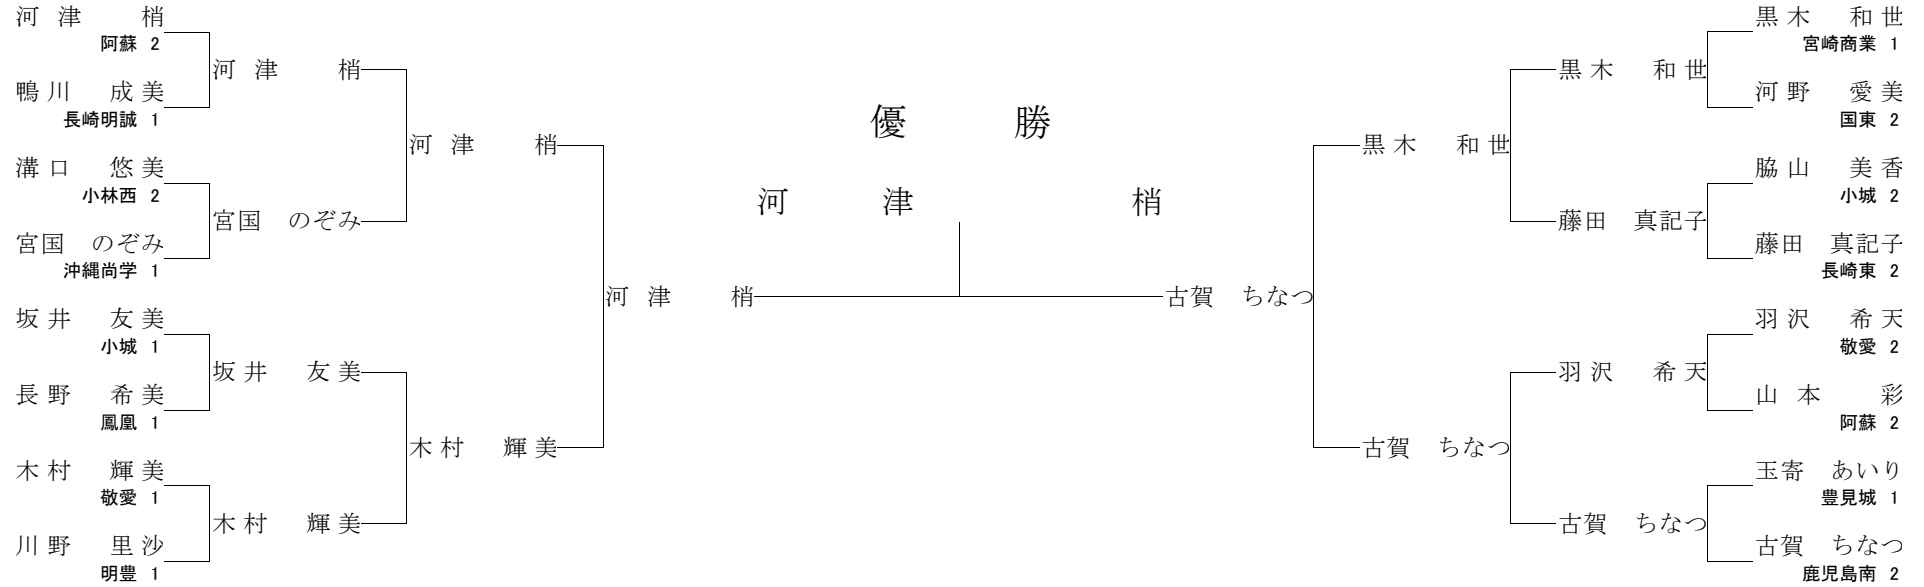 河津 梢
阿蘇 2
鴨川 成美
長崎明誠 1
溝口 悠美
小林西 2
宮国 のぞみ
沖縄尚学 1
坂井 友美
小城 1
長野 希美
鳳凰 1
木村 輝美
敬愛 1
川野 里沙
明豊 1
河津 梢
宮国 のぞみ
坂井 友美
木村 輝美
河津 梢
木村 輝美
河津 梢
優勝
河津 梢
古賀 ちなつ
黒木 和世
古賀 ちなつ
黒木 和世
藤田 真記子
羽沢 希天
古賀 ちなつ
黒木 和世
宮崎商業 1
河野 愛美
国東 2
脇山 美香
小城 2
藤田 真記子
長崎東 2
羽沢 希天
敬愛 2
山本 彩
阿蘇 2
玉寄 あいり
豊見城 1
古賀 ちなつ
鹿児島南 2